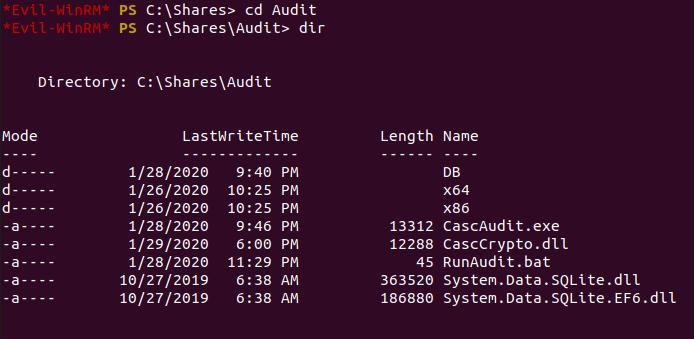 *Evil-WinRM* PS C:\Shares> cd Audit
*Evil-WinRM* PS C:\Shares\Audit> dir
Directory: C:\Shares\Audit
Mode LastWriteTime Length Name
---- ------------- ------ ----
d----- 1/28/2020 9:40 PM DB
d----- 1/26/2020 10:25 PM x64
d----- 1/26/2020 10:25 PM x86
-a---- 1/28/2020 9:46 PM 13312 CascAudit.exe
-a---- 1/29/2020 6:00 PM 12288 CascCrypto.dll
-a---- 1/28/2020 11:29 PM 45 RunAudit.bat
-a---- 10/27/2019 6:38 AM 363520 System.Data.SQLite.dll
-a---- 10/27/2019 6:38 AM 186880 System.Data.SQLite.EF6.dll